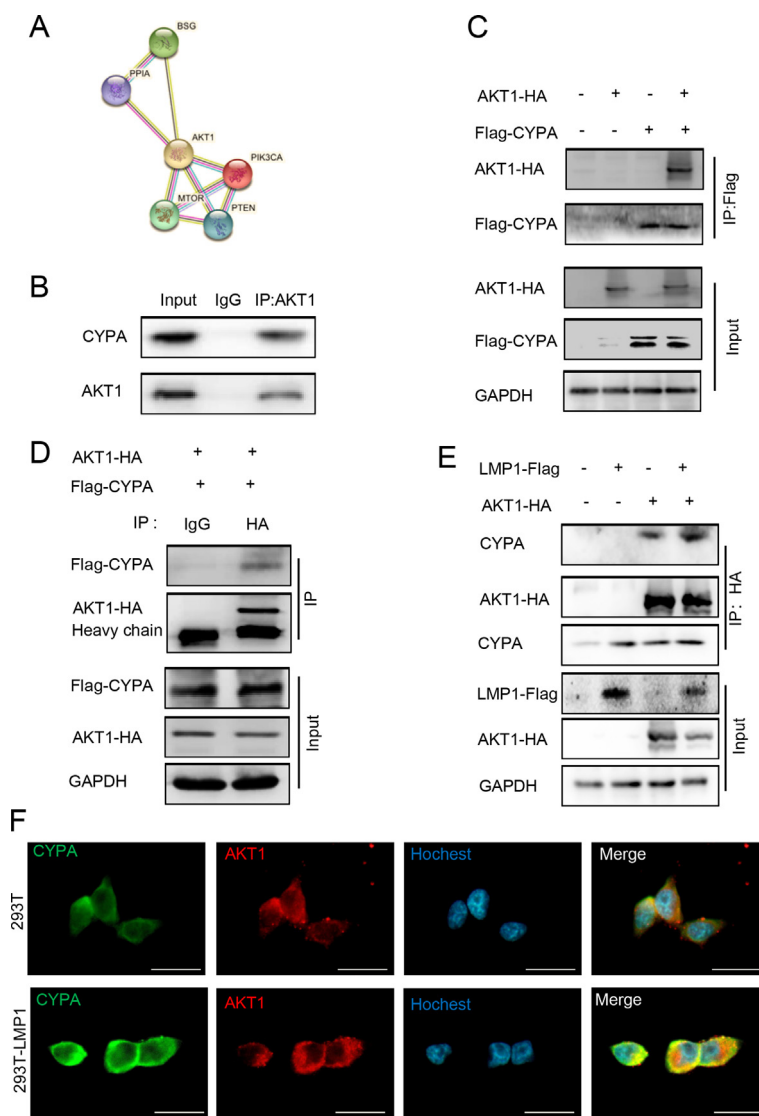 A
BSG
PPIA
AKT1
PIK3CA
MTOR
PTEN
B
Input IgG IP:AKT1
CYPA
AKT1
C
AKT1-HA - + - +
Flag-CYPA - - + +
AKT1-HA
Flag-CYPA
IP:Flag
AKT1-HA
Flag-CYPA
GAPDH
Input
D
AKT1-HA + +
Flag-CYPA + +
IP : IgG HA
Flag-CYPA
AKT1-HA
Heavy chain
IP
Flag-CYPA
AKT1-HA
GAPDH
Input
E
LMP1-Flag - + - +
AKT1-HA - - + +
CYPA
AKT1-HA
CYPA
IP: HA
LMP1-Flag
AKT1-HA
GAPDH
Input
F
293T
CYPA AKT1 Hochest Merge
293T-LMP1
CYPA AKT1 Hochest Merge